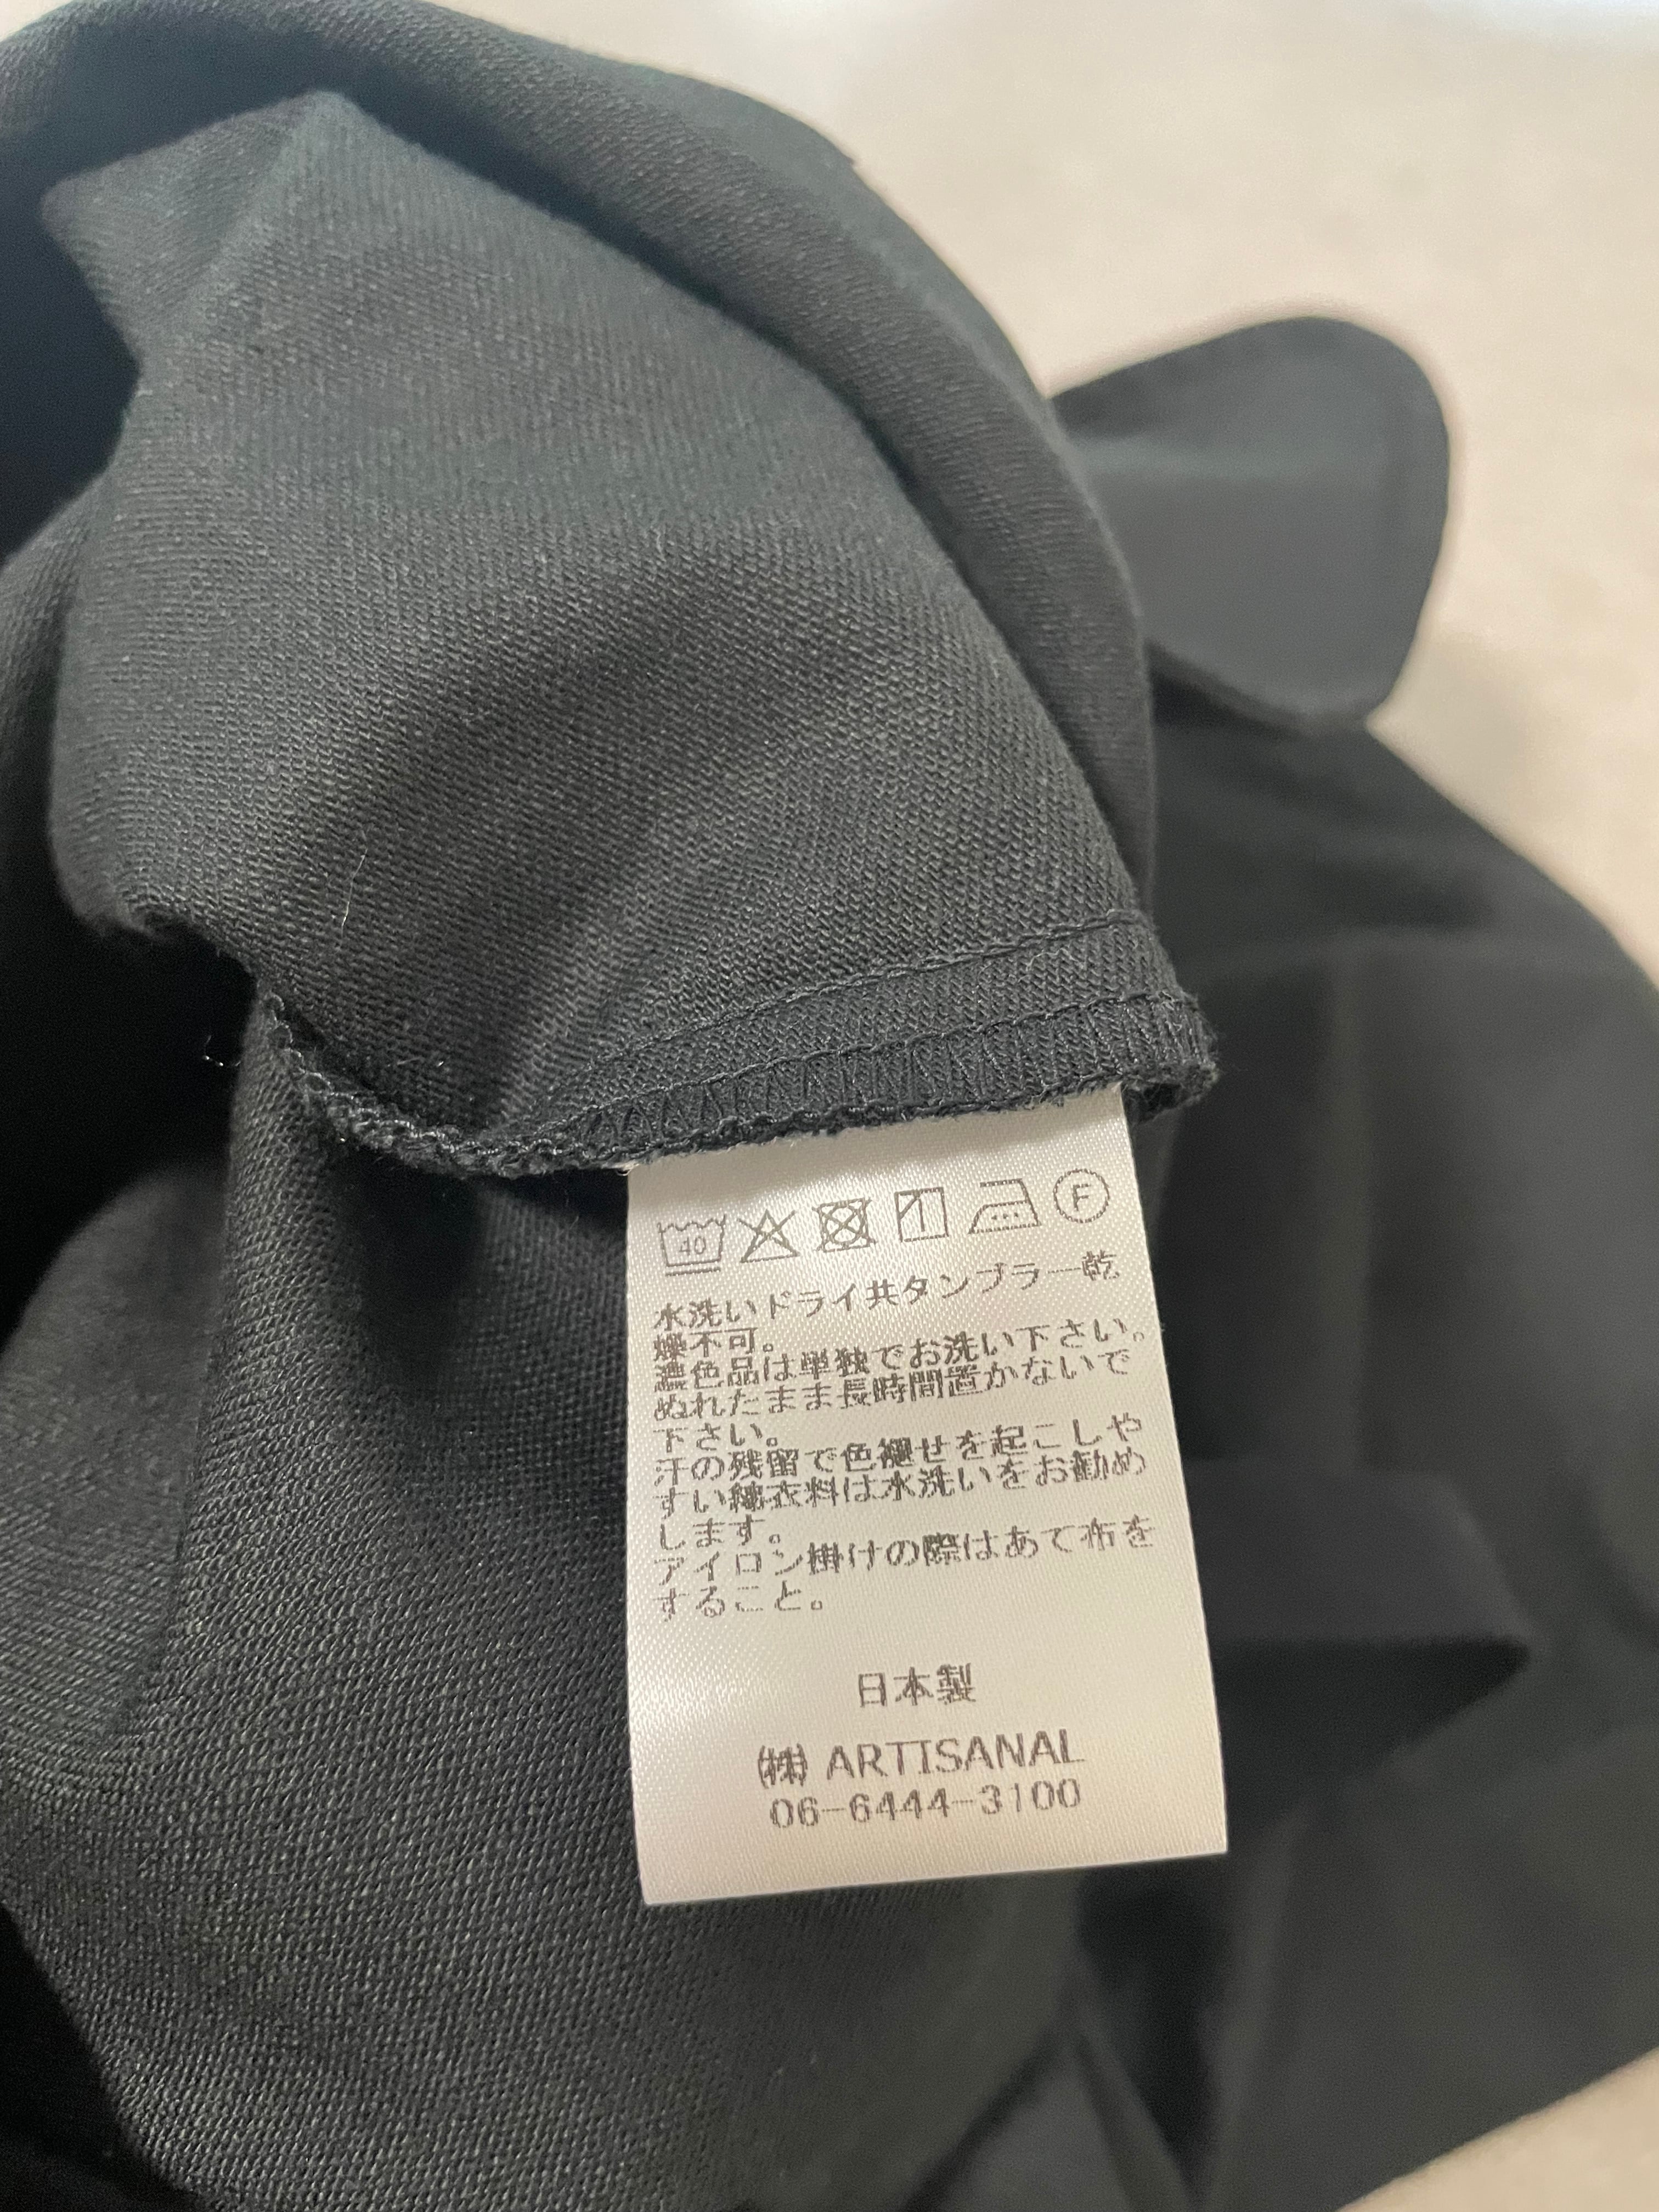 40
F
水洗いドライ共タンブラー乾
燥不可。
濃色品は単独でお洗い下さい。
ぬれたまま長時間置かないで
下さい。
汗の残留で色褪せを起こしや
すい為衣料は水洗いをお勧め
します。
アイロン掛けの際はあて布を
すること。
日本製
㈱ ARTISANAL
06-6444-3100